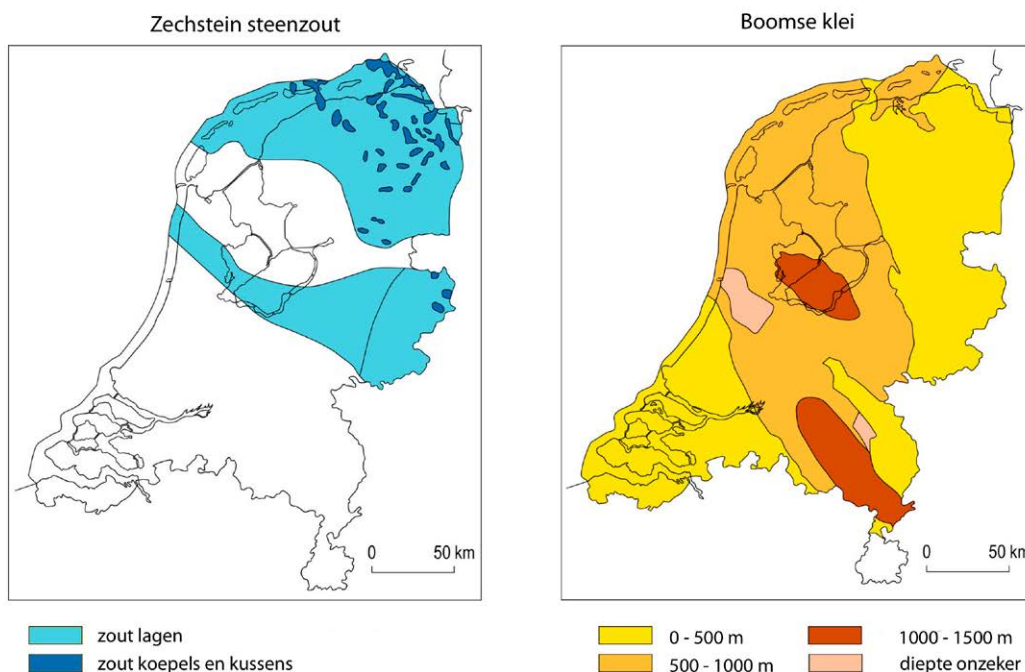 Zechstein steenzout
0 50 km
zout lagen
zout koepels en kussens
Boomse klei
0 50 km
0 - 500 m
500 - 1000 m
1000 - 1500 m
diepte onzeker